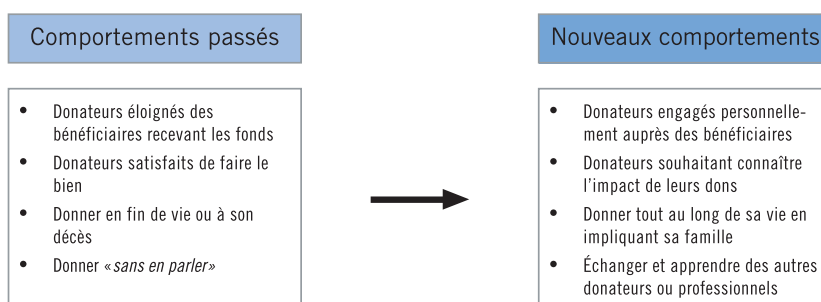 Comportements passés
• Donateurs éloignés des
bénéficiaires recevant les fonds
• Donateurs satisfaits de faire le
bien
• Donner en fin de vie ou à son
décès
• Donner «sans en parler»
Nouveaux comportements
• Donateurs engagés personnelle-
ment auprès des bénéficiaires
• Donateurs souhaitant connaître
l'impact de leurs dons
• Donner tout au long de sa vie en
impliquant sa famille
• Échanger et apprendre des autres
donateurs ou professionnels